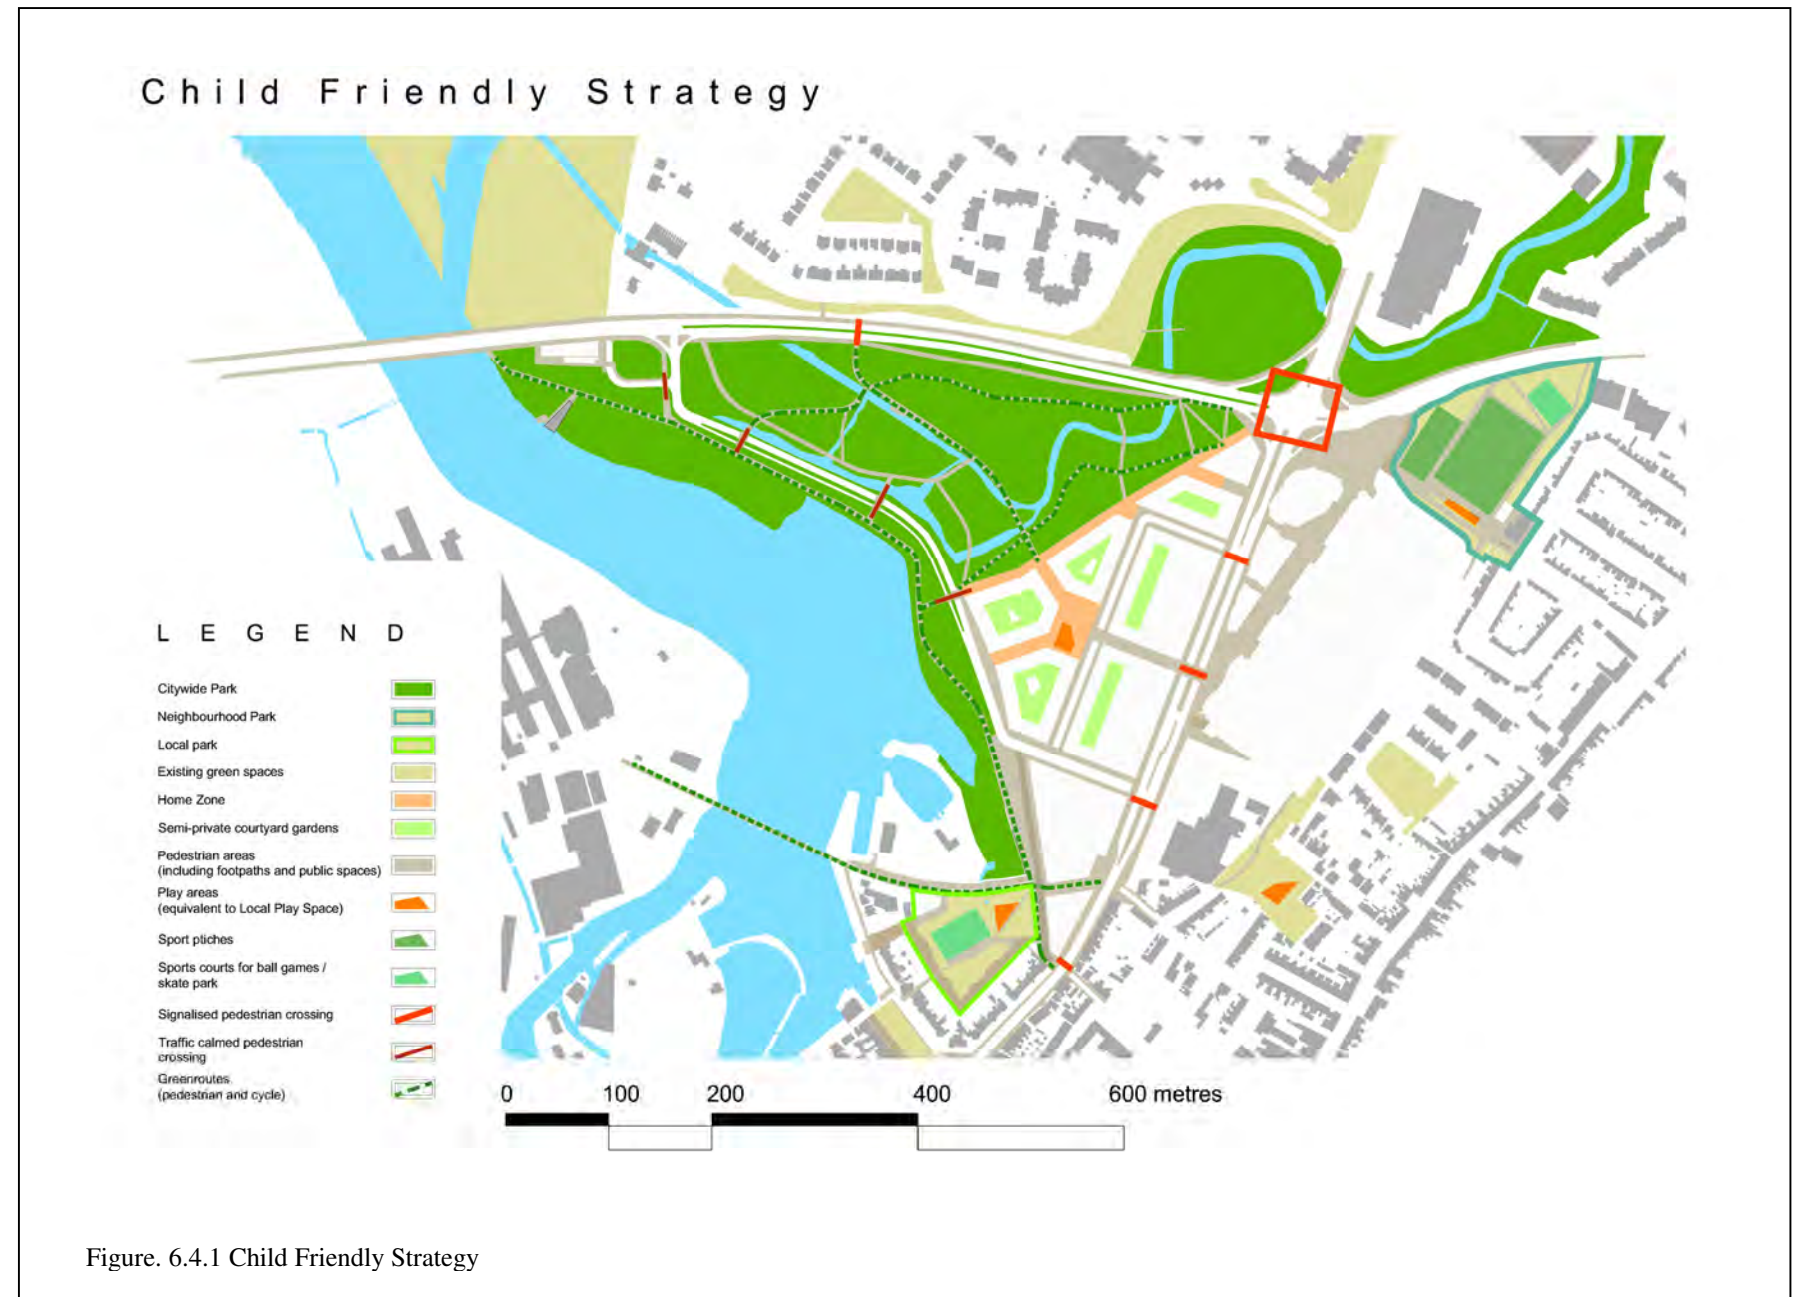 Child Friendly Strategy
LEGEND
Citywide Park
Neighbourhood Park
Local park
Existing green spaces
Home Zone
Semi-private courtyard gardens
Pedestrian areas
(including footpaths and public spaces)
Play areas
(equivalent to Local Play Space)
Sport ptiches
Sports courts for ball games /
skate park
Signalised pedestrian crossing
Traffic calmed pedestrian
crossing
Greenroutes
(pedestrian and cycle)
0 100 200 400 600 metres
Figure. 6.4.1 Child Friendly Strategy